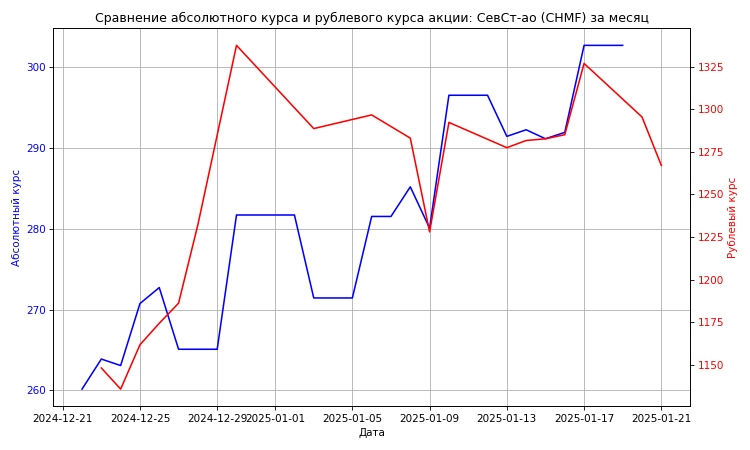 Сравнение абсолютного курса и рублевого курса акции: СевСт-ао (CHMF) за месяц
Абсолютный курс
300
290
280
270
260
Рублевый курс
1325
1300
1275
1250
1225
1200
1175
1150
2024-12-21 2024-12-25 2024-12-29 2025-01-01 2025-01-05 2025-01-09 2025-01-13 2025-01-17 2025-01-21
Дата